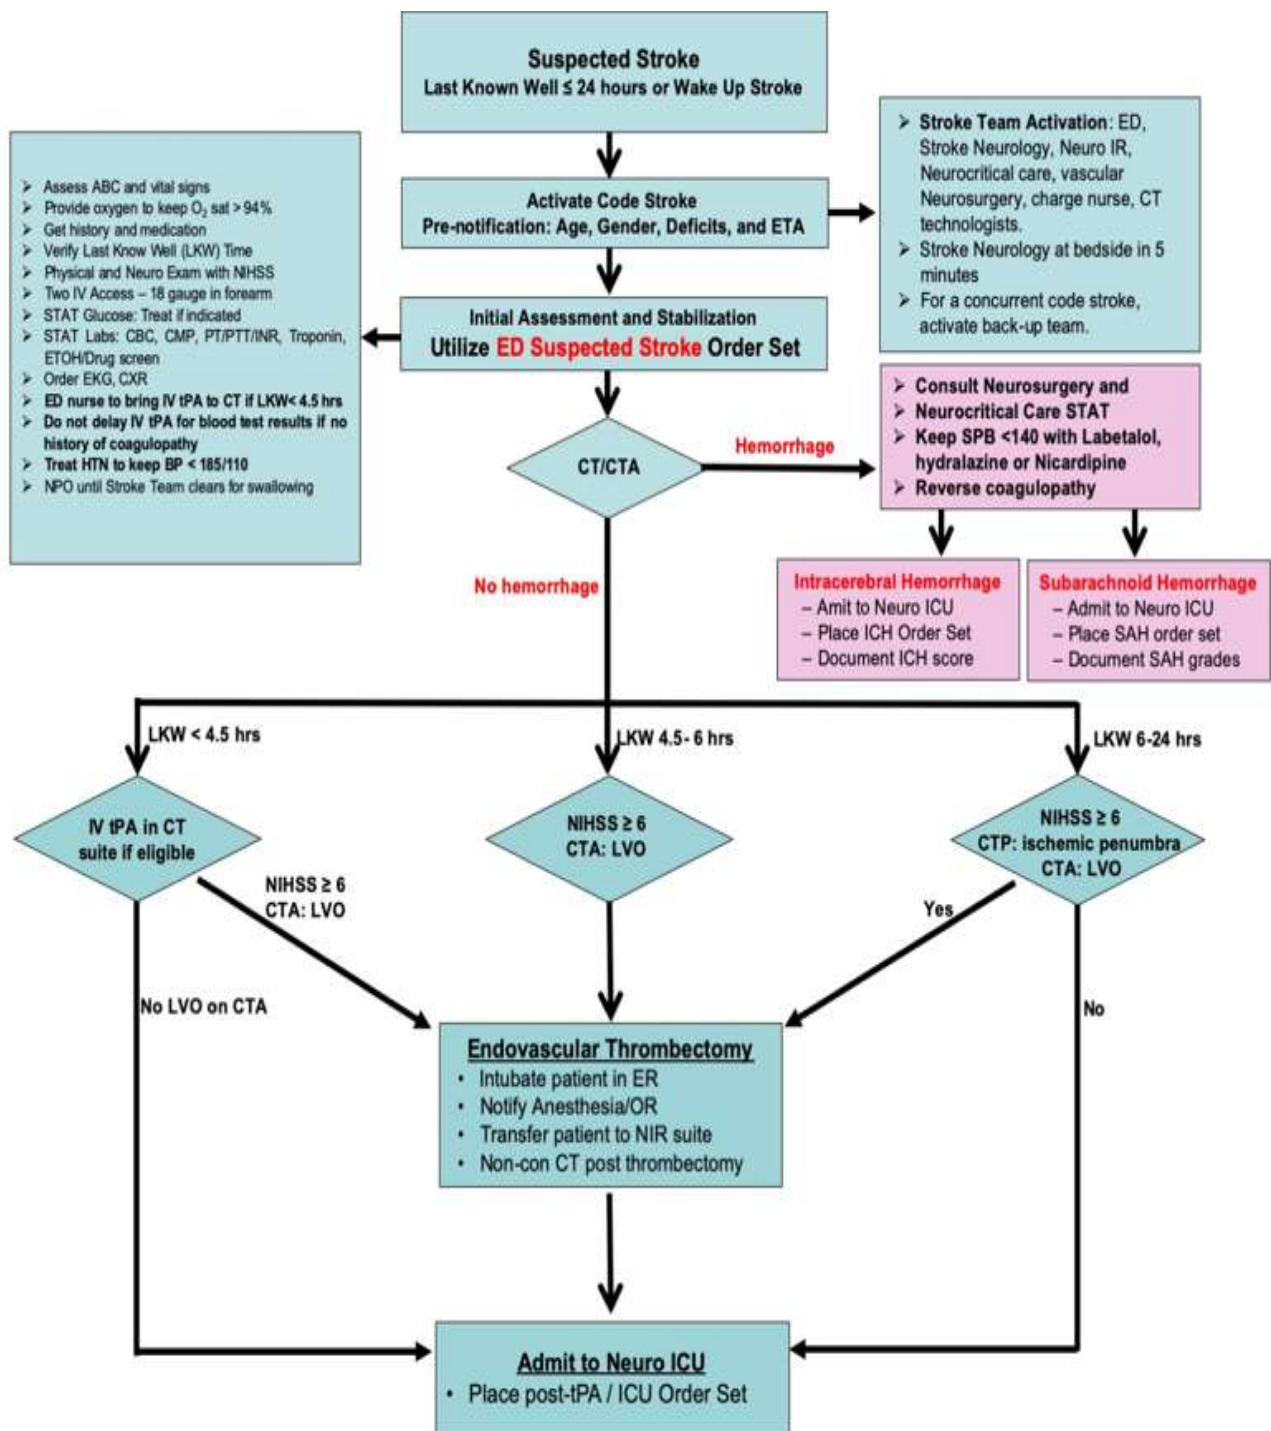 Suspected Stroke
Last Known Well ≤ 24 hours or Wake Up Stroke
➢ Stroke Team Activation: ED,
Stroke Neurology, Neuro IR,
Neurocritical care, vascular
Neurosurgery, charge nurse, CT
technologists.
➢ Stroke Neurology at bedside in 5
minutes
➢ For a concurrent code stroke,
activate back-up team.
Activate Code Stroke
Pre-notification: Age, Gender, Deficits, and ETA
➢ Assess ABC and vital signs
➢ Provide oxygen to keep O₂ sat > 94%
➢ Get history and medication
➢ Verify Last Know Well (LKW) Time
➢ Physical and Neuro Exam with NIHSS
➢ Two IV Access – 18 gauge in forearm
➢ STAT Glucose: Treat if indicated
➢ STAT Labs: CBC, CMP, PT/PTT/INR, Troponin,
ETOH/Drug screen
➢ Order EKG, CXR
➢ ED nurse to bring IV tPA to CT if LKW< 4.5 hrs
➢ Do not delay IV tPA for blood test results if no
history of coagulopathy
➢ Treat HTN to keep BP < 185/110
➢ NPO until Stroke Team clears for swallowing
Initial Assessment and Stabilization
Utilize ED Suspected Stroke Order Set
CT/CTA
Hemorrhage
➢ Consult Neurosurgery and
➢ Neurocritical Care STAT
➢ Keep SPB <140 with Labetalol,
hydralazine or Nicardipine
➢ Reverse coagulopathy
Intracerebral Hemorrhage
– Amit to Neuro ICU
– Place ICH Order Set
– Document ICH score
Subarachnoid Hemorrhage
– Admit to Neuro ICU
– Place SAH order set
– Document SAH grades
No hemorrhage
LKW < 4.5 hrs
LKW 4.5- 6 hrs
LKW 6-24 hrs
IV tPA in CT
suite if eligible
NIHSS ≥ 6
CTA: LVO
NIHSS ≥ 6
CTP: ischemic penumbra
CTA: LVO
NIHSS ≥ 6
CTA: LVO
Yes
No LVO on CTA
No
Endovascular Thrombectomy
• Intubate patient in ER
• Notify Anesthesia/OR
• Transfer patient to NIR suite
• Non-con CT post thrombectomy
Admit to Neuro ICU
• Place post-tPA / ICU Order Set